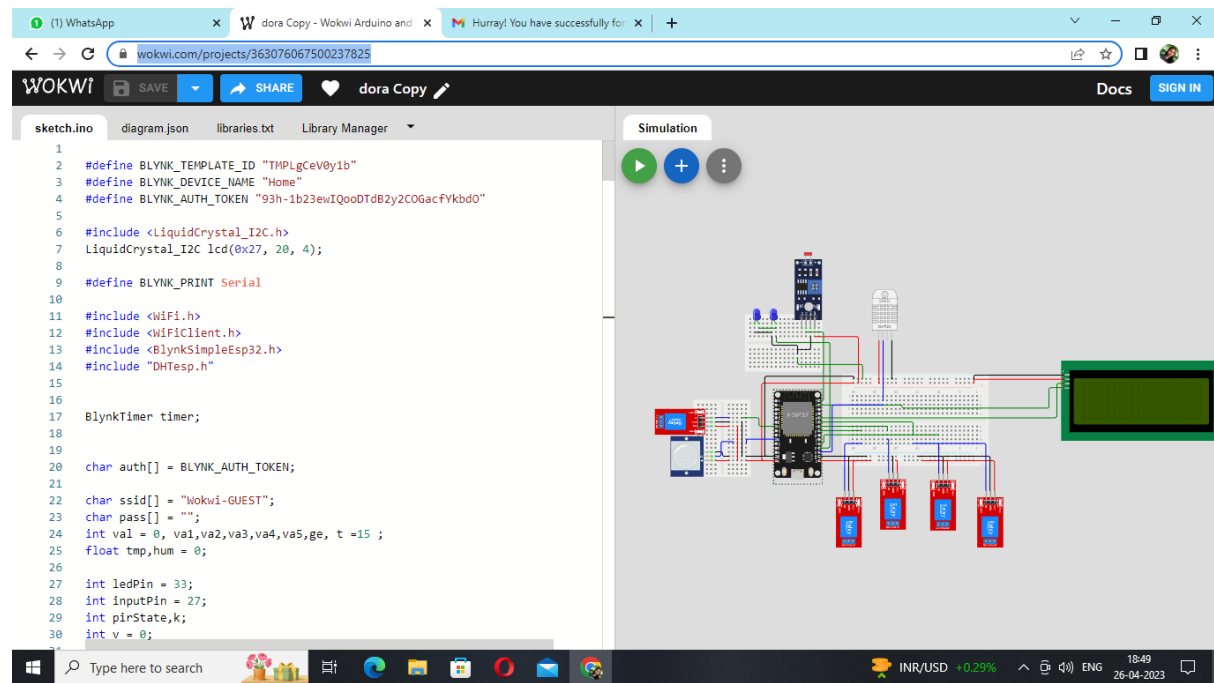 (1) WhatsApp
dora Copy - Wokwi Arduino and
Hurray! You have successfully for
wokwi.com/projects/363076067500237825
WOKWI
SAVE
SHARE
dora Copy
Docs
SIGN IN
sketch.ino
diagram.json
libraries.txt
Library Manager
Simulation
1
2 #define BLYNK_TEMPLATE_ID "TMPLgCeV0y1b"
3 #define BLYNK_DEVICE_NAME "Home"
4 #define BLYNK_AUTH_TOKEN "93h-1b23ewIQooDTdB2y2COGacfYkbdO"
5
6 #include <LiquidCrystal_I2C.h>
7 LiquidCrystal_I2C lcd(0x27, 20, 4);
8
9 #define BLYNK_PRINT Serial
10
11 #include <WiFi.h>
12 #include <WiFiClient.h>
13 #include <BlynkSimpleEsp32.h>
14 #include "DHTesp.h"
15
16
17 BlynkTimer timer;
18
19
20 char auth[] = BLYNK_AUTH_TOKEN;
21
22 char ssid[] = "Wokwi-GUEST";
23 char pass[] = "";
24 int val = 0, va1,va2,va3,va4,va5,ge, t =15 ;
25 float tmp,hum = 0;
26
27 int ledPin = 33;
28 int inputPin = 27;
29 int pirState,k;
30 int v = 0;
ESP32
Type here to search
INR/USD +0.29%
ENG
18:49
26-04-2023